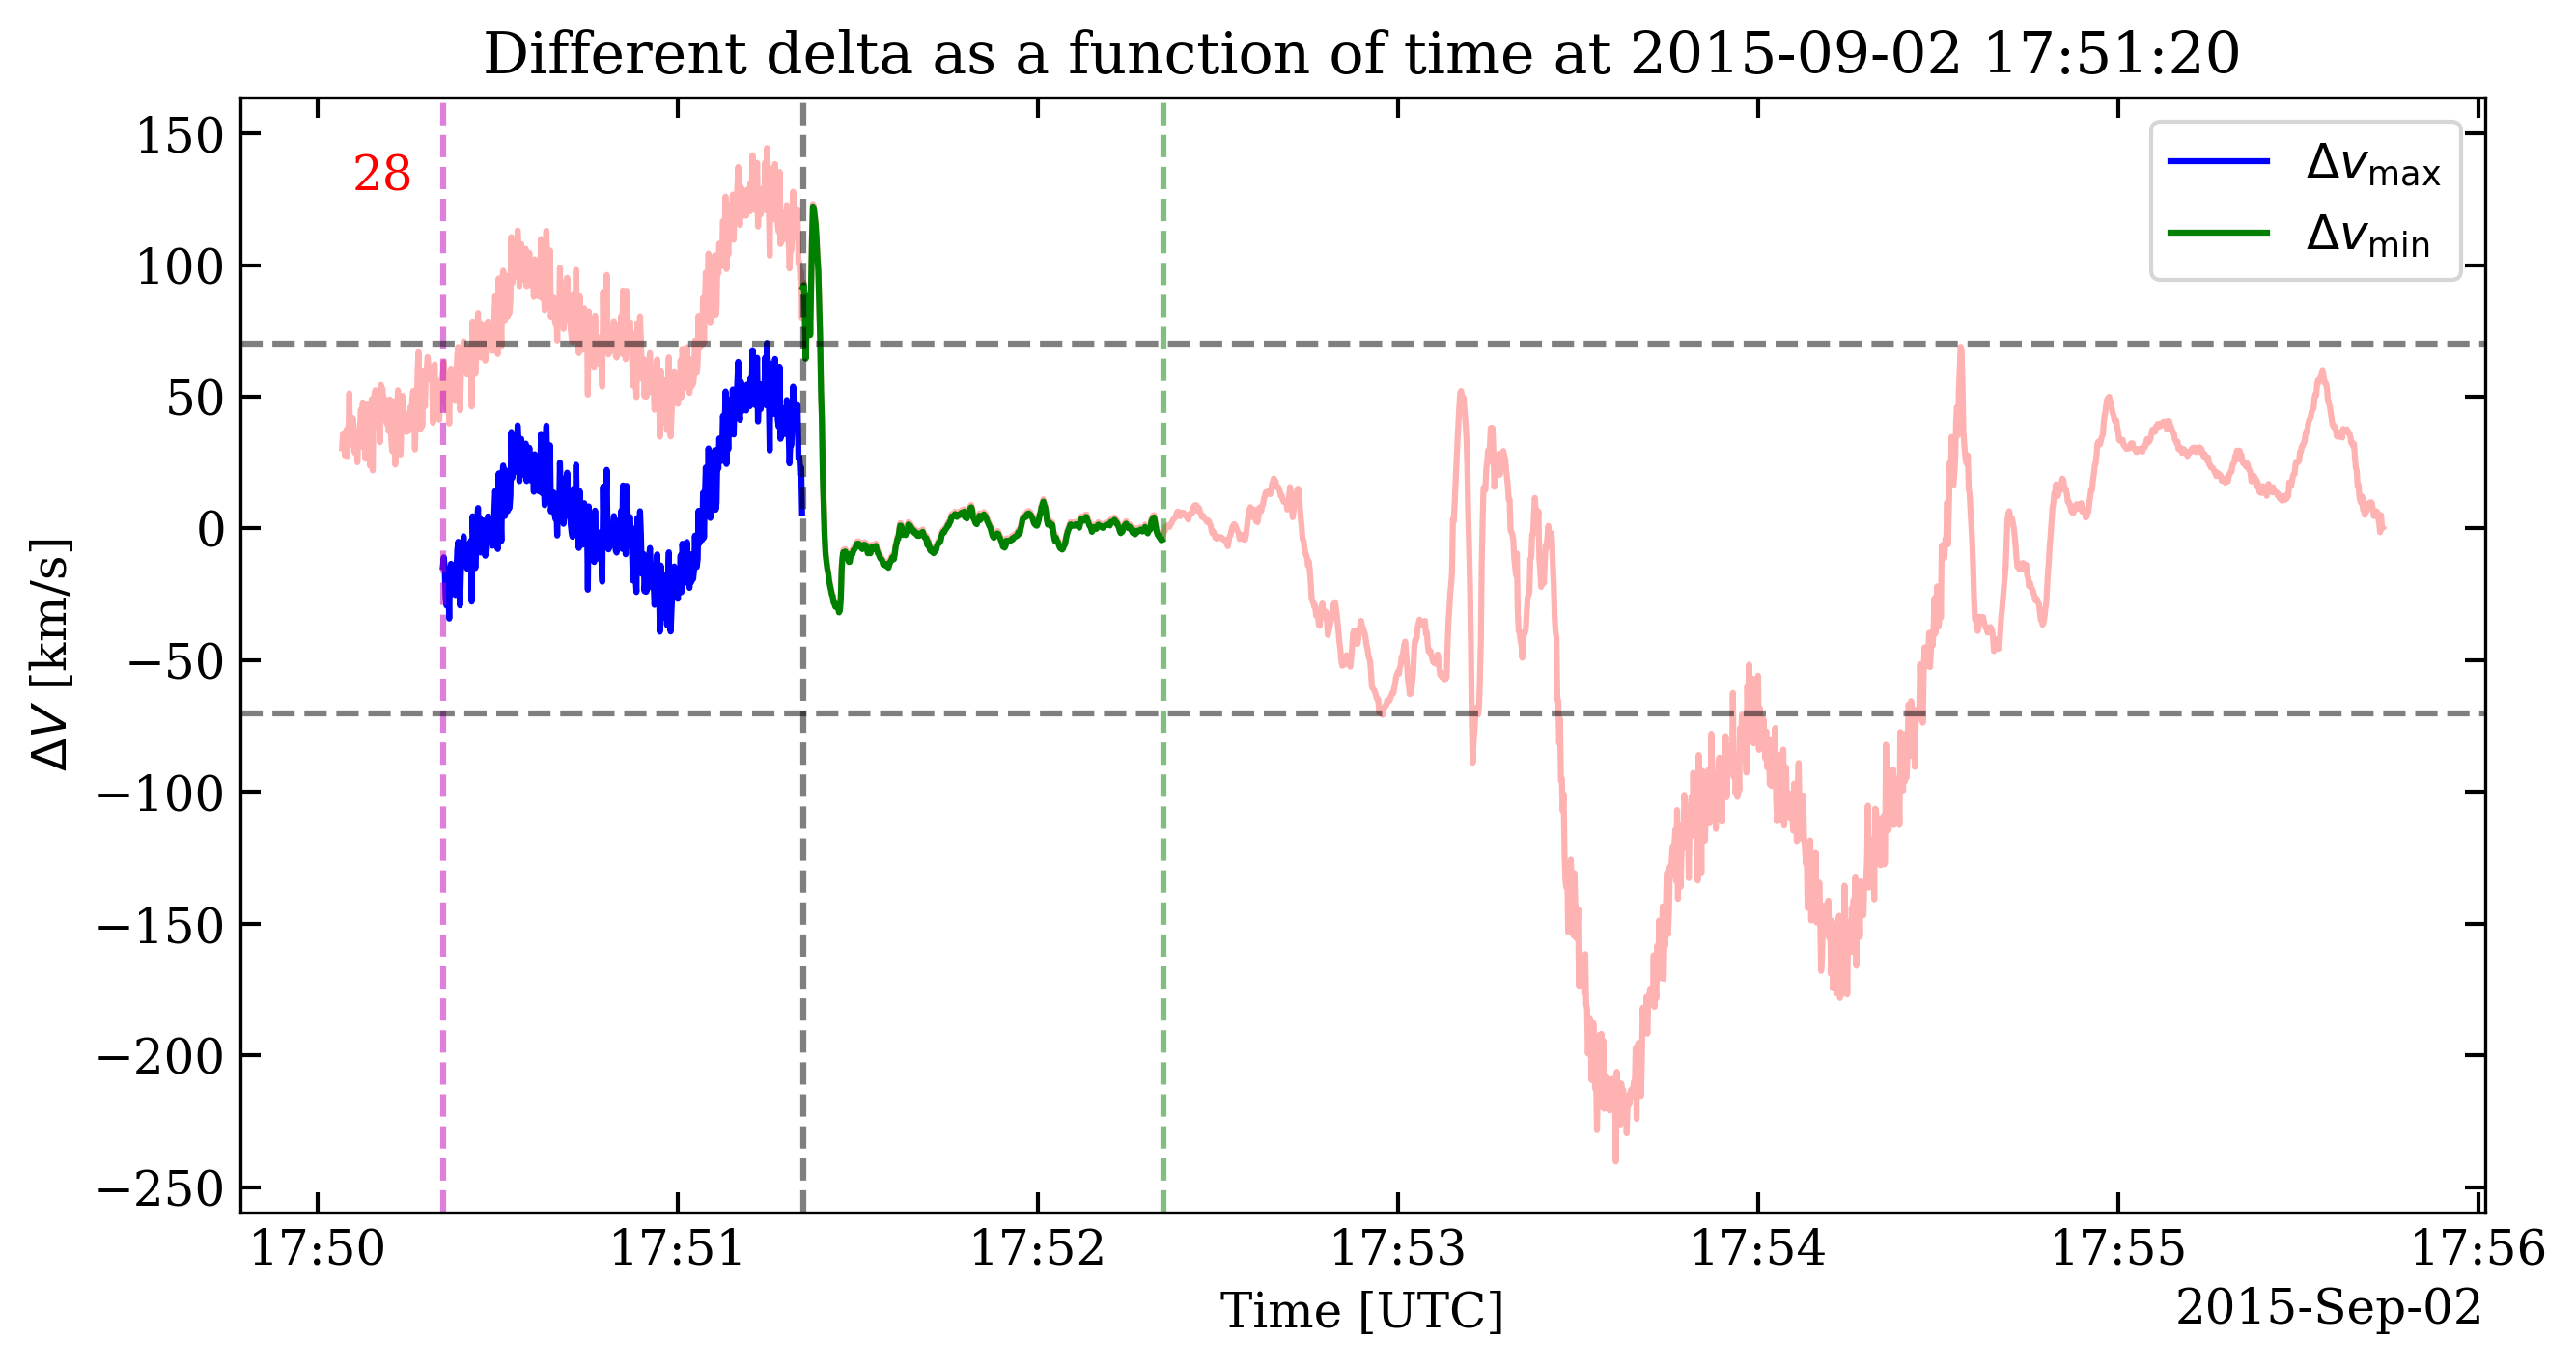 Different delta as a function of time at 2015-09-02 17:51:20
28
Δv_max
Δv_min
150
100
50
0
−50
−100
−150
−200
−250
ΔV [km/s]
17:50 17:51 17:52 17:53 17:54 17:55 17:56
Time [UTC]
2015-Sep-02